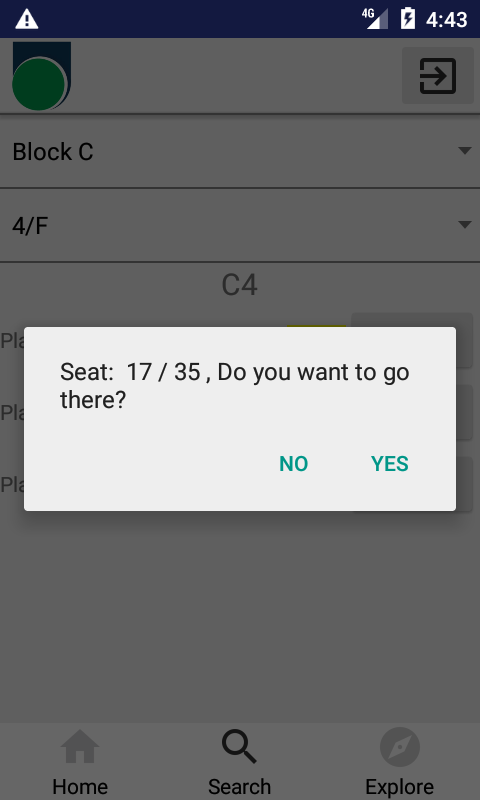 4G 4:43
Block C
4/F
C4
Pla
Seat: 17 / 35 , Do you want to go
there?
Pla
NO YES
Pla
Home Search Explore